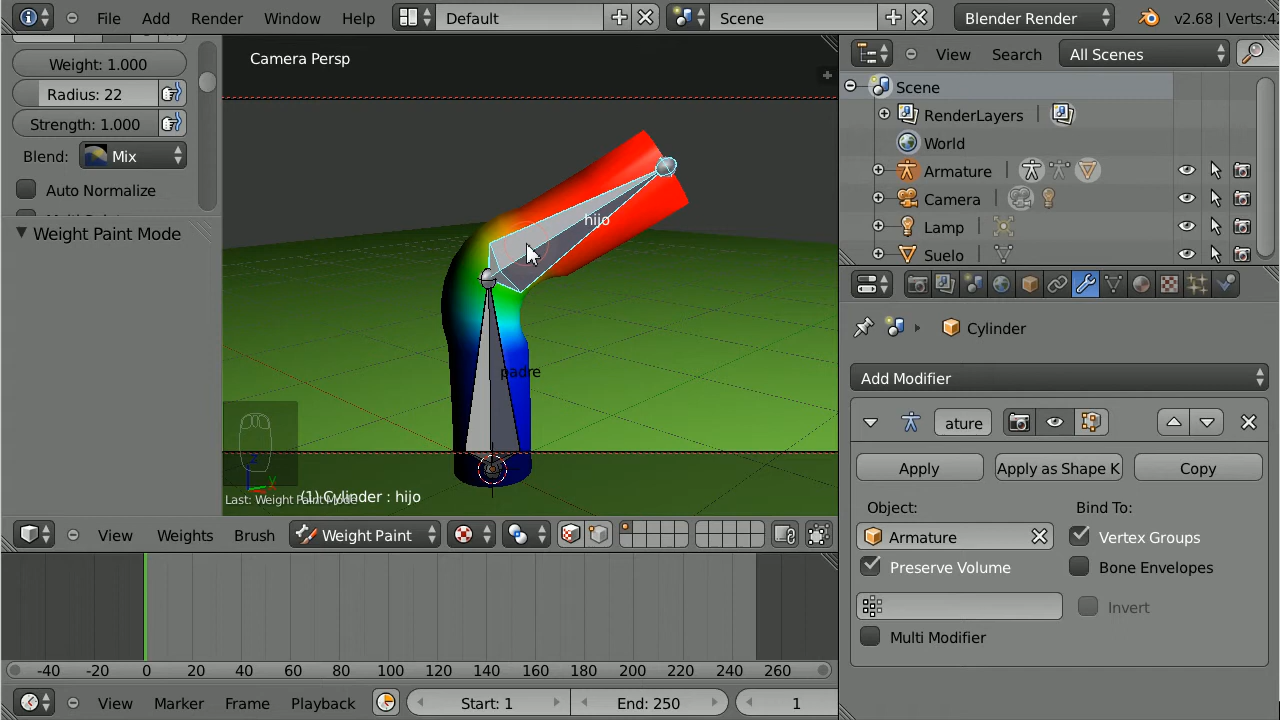 File Add Render Window Help Default Scene Blender Render v2.68 | Verts:42
Weight: 1.000
Radius: 22
Strength: 1.000
Blend: Mix
Auto Normalize
Weight Paint Mode
Camera Persp
hijo
padre
Last: Weight Paint Mode
(1) Cylinder : hijo
View Weights Brush Weight Paint
-40 -20 0 20 40 60 80 100 120 140 160 180 200 220 240 260
View Marker Frame Playback Start: 1 End: 250 1
View Search All Scenes
Scene
RenderLayers
World
Armature
Camera
Lamp
Suelo
Cylinder
Add Modifier
ature
Apply Apply as Shape K Copy
Object: Bind To:
Armature Vertex Groups
Preserve Volume Bone Envelopes
Invert
Multi Modifier